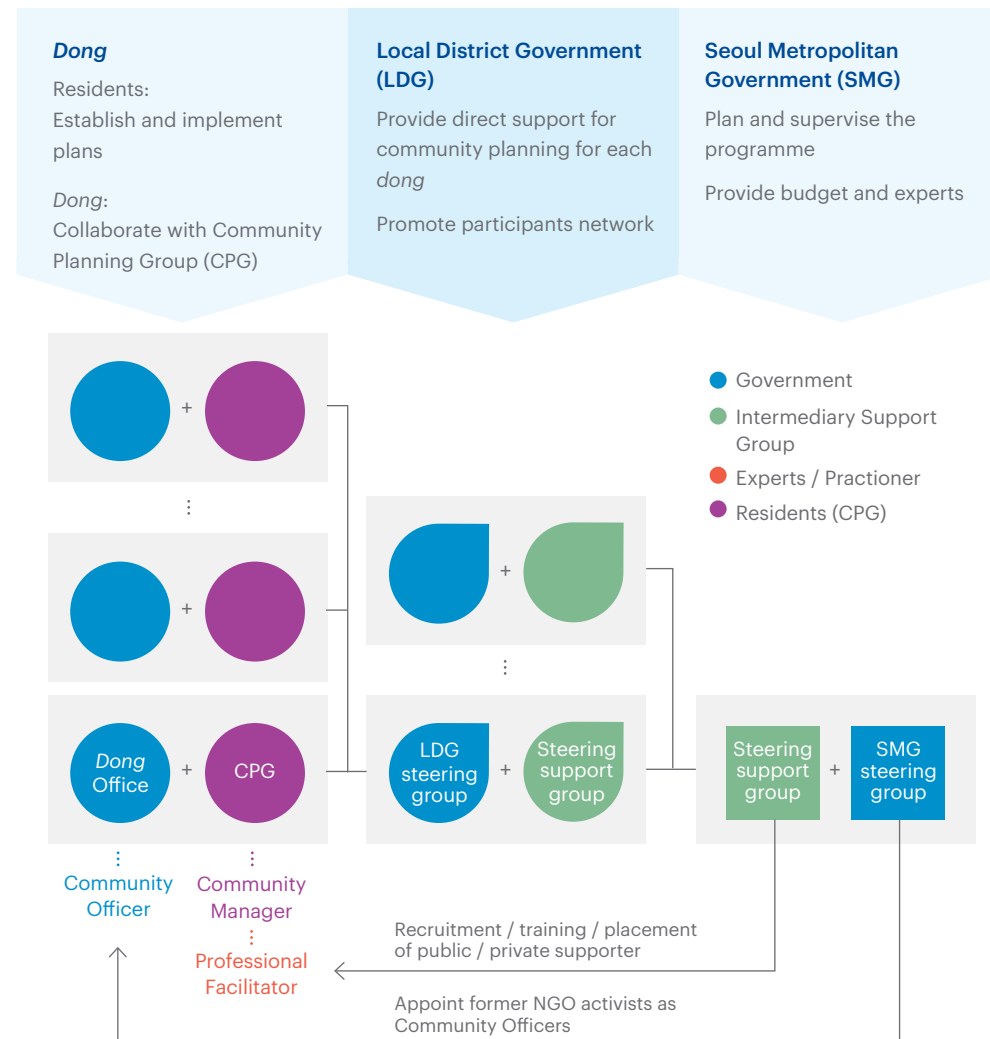 Dong
Residents:
Establish and implement
plans
Dong:
Collaborate with Community
Planning Group (CPG)
Local District Government
(LDG)
Provide direct support for
community planning for each
dong
Promote participants network
Seoul Metropolitan
Government (SMG)
Plan and supervise the
programme
Provide budget and experts
Government
Intermediary Support
Group
Experts / Practioner
Residents (CPG)
+
+
+
Dong
Office
+
CPG
LDG
steering
group
+
Steering
support
group
Steering
support
group
+
SMG
steering
group
Community
Officer
Community
Manager
Professional
Facilitator
Recruitment / training / placement
of public / private supporter
Appoint former NGO activists as
Community Officers